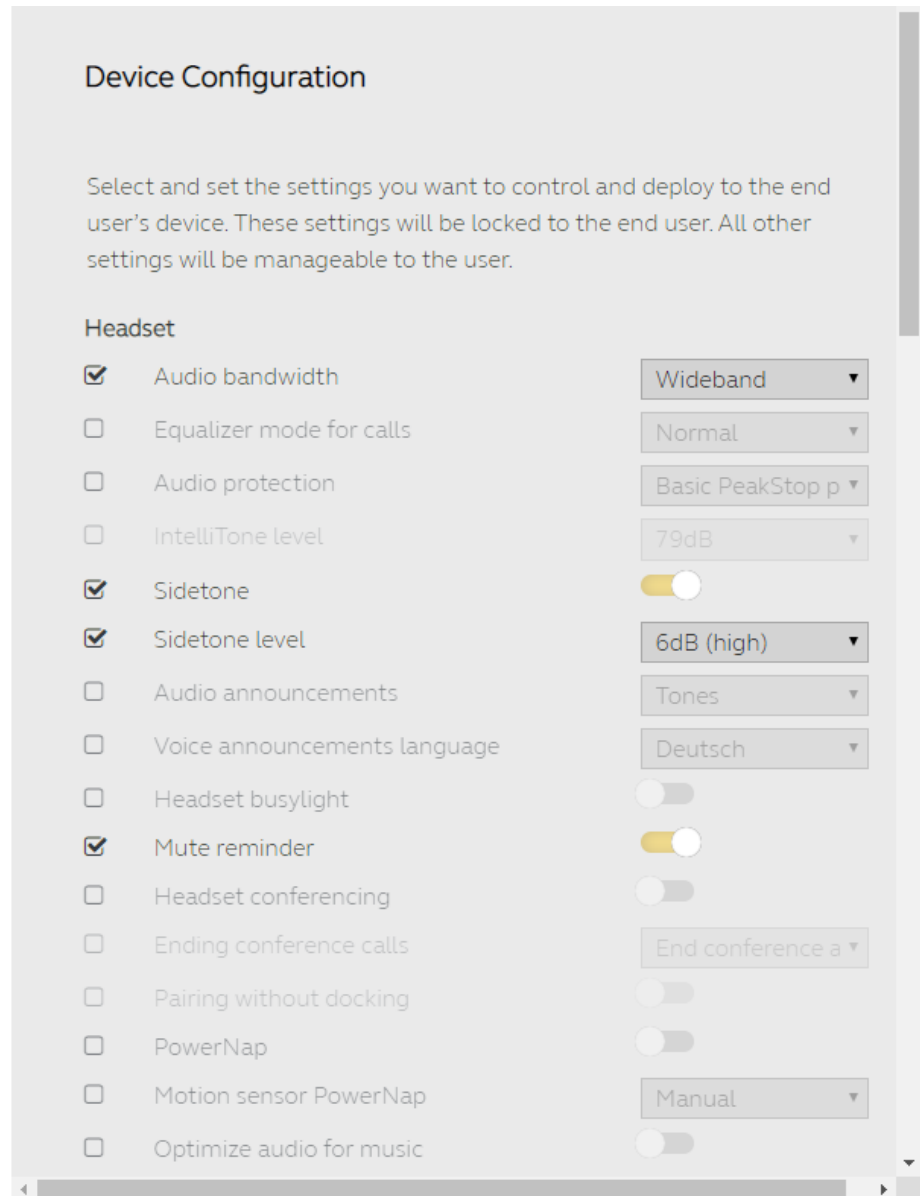 Device Configuration
Select and set the settings you want to control and deploy to the end
user's device. These settings will be locked to the end user. All other
settings will be manageable to the user.
Headset
Audio bandwidth Wideband
Equalizer mode for calls Normal
Audio protection Basic PeakStop p
IntelliTone level 79dB
Sidetone
Sidetone level 6dB (high)
Audio announcements Tones
Voice announcements language Deutsch
Headset busylight
Mute reminder
Headset conferencing
Ending conference calls End conference a
Pairing without docking
PowerNap
Motion sensor PowerNap Manual
Optimize audio for music